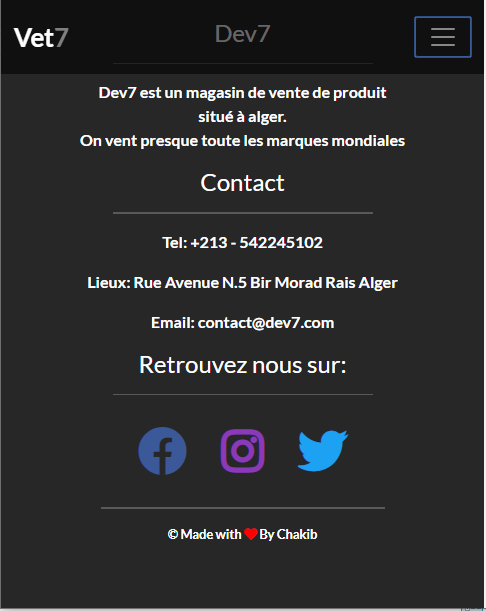 Vet7
Dev7
Dev7 est un magasin de vente de produit
situé à alger.
On vent presque toute les marques mondiales
Contact
Tel: +213 - 542245102
Lieux: Rue Avenue N.5 Bir Morad Rais Alger
Email: contact@dev7.com
Retrouvez nous sur:
© Made with ❤ By Chakib